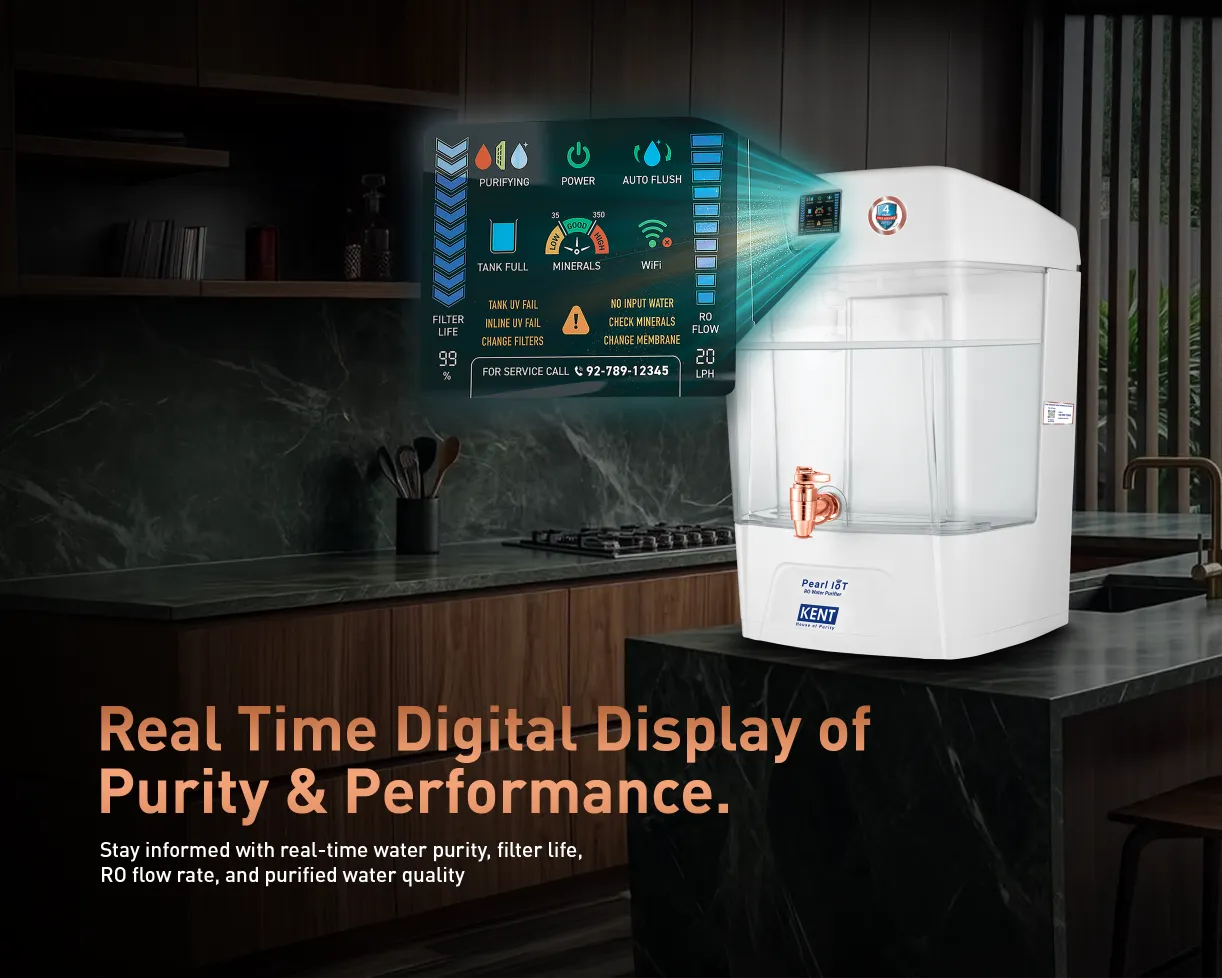 PURIFYING
POWER
AUTO FLUSH
35
350
LOW
GOOD
HIGH
TANK FULL
MINERALS
WiFi
TANK UV FAIL
INLINE UV FAIL
CHANGE FILTERS
NO INPUT WATER
CHECK MINERALS
CHANGE MEMBRANE
FILTER
LIFE
99
%
RO
FLOW
20
LPH
FOR SERVICE CALL 92-789-12345
4
Pearl IoT
RO Water Purifier
KENT
House of Purity
Real Time Digital Display of
Purity & Performance.
Stay informed with real-time water purity, filter life,
RO flow rate, and purified water quality